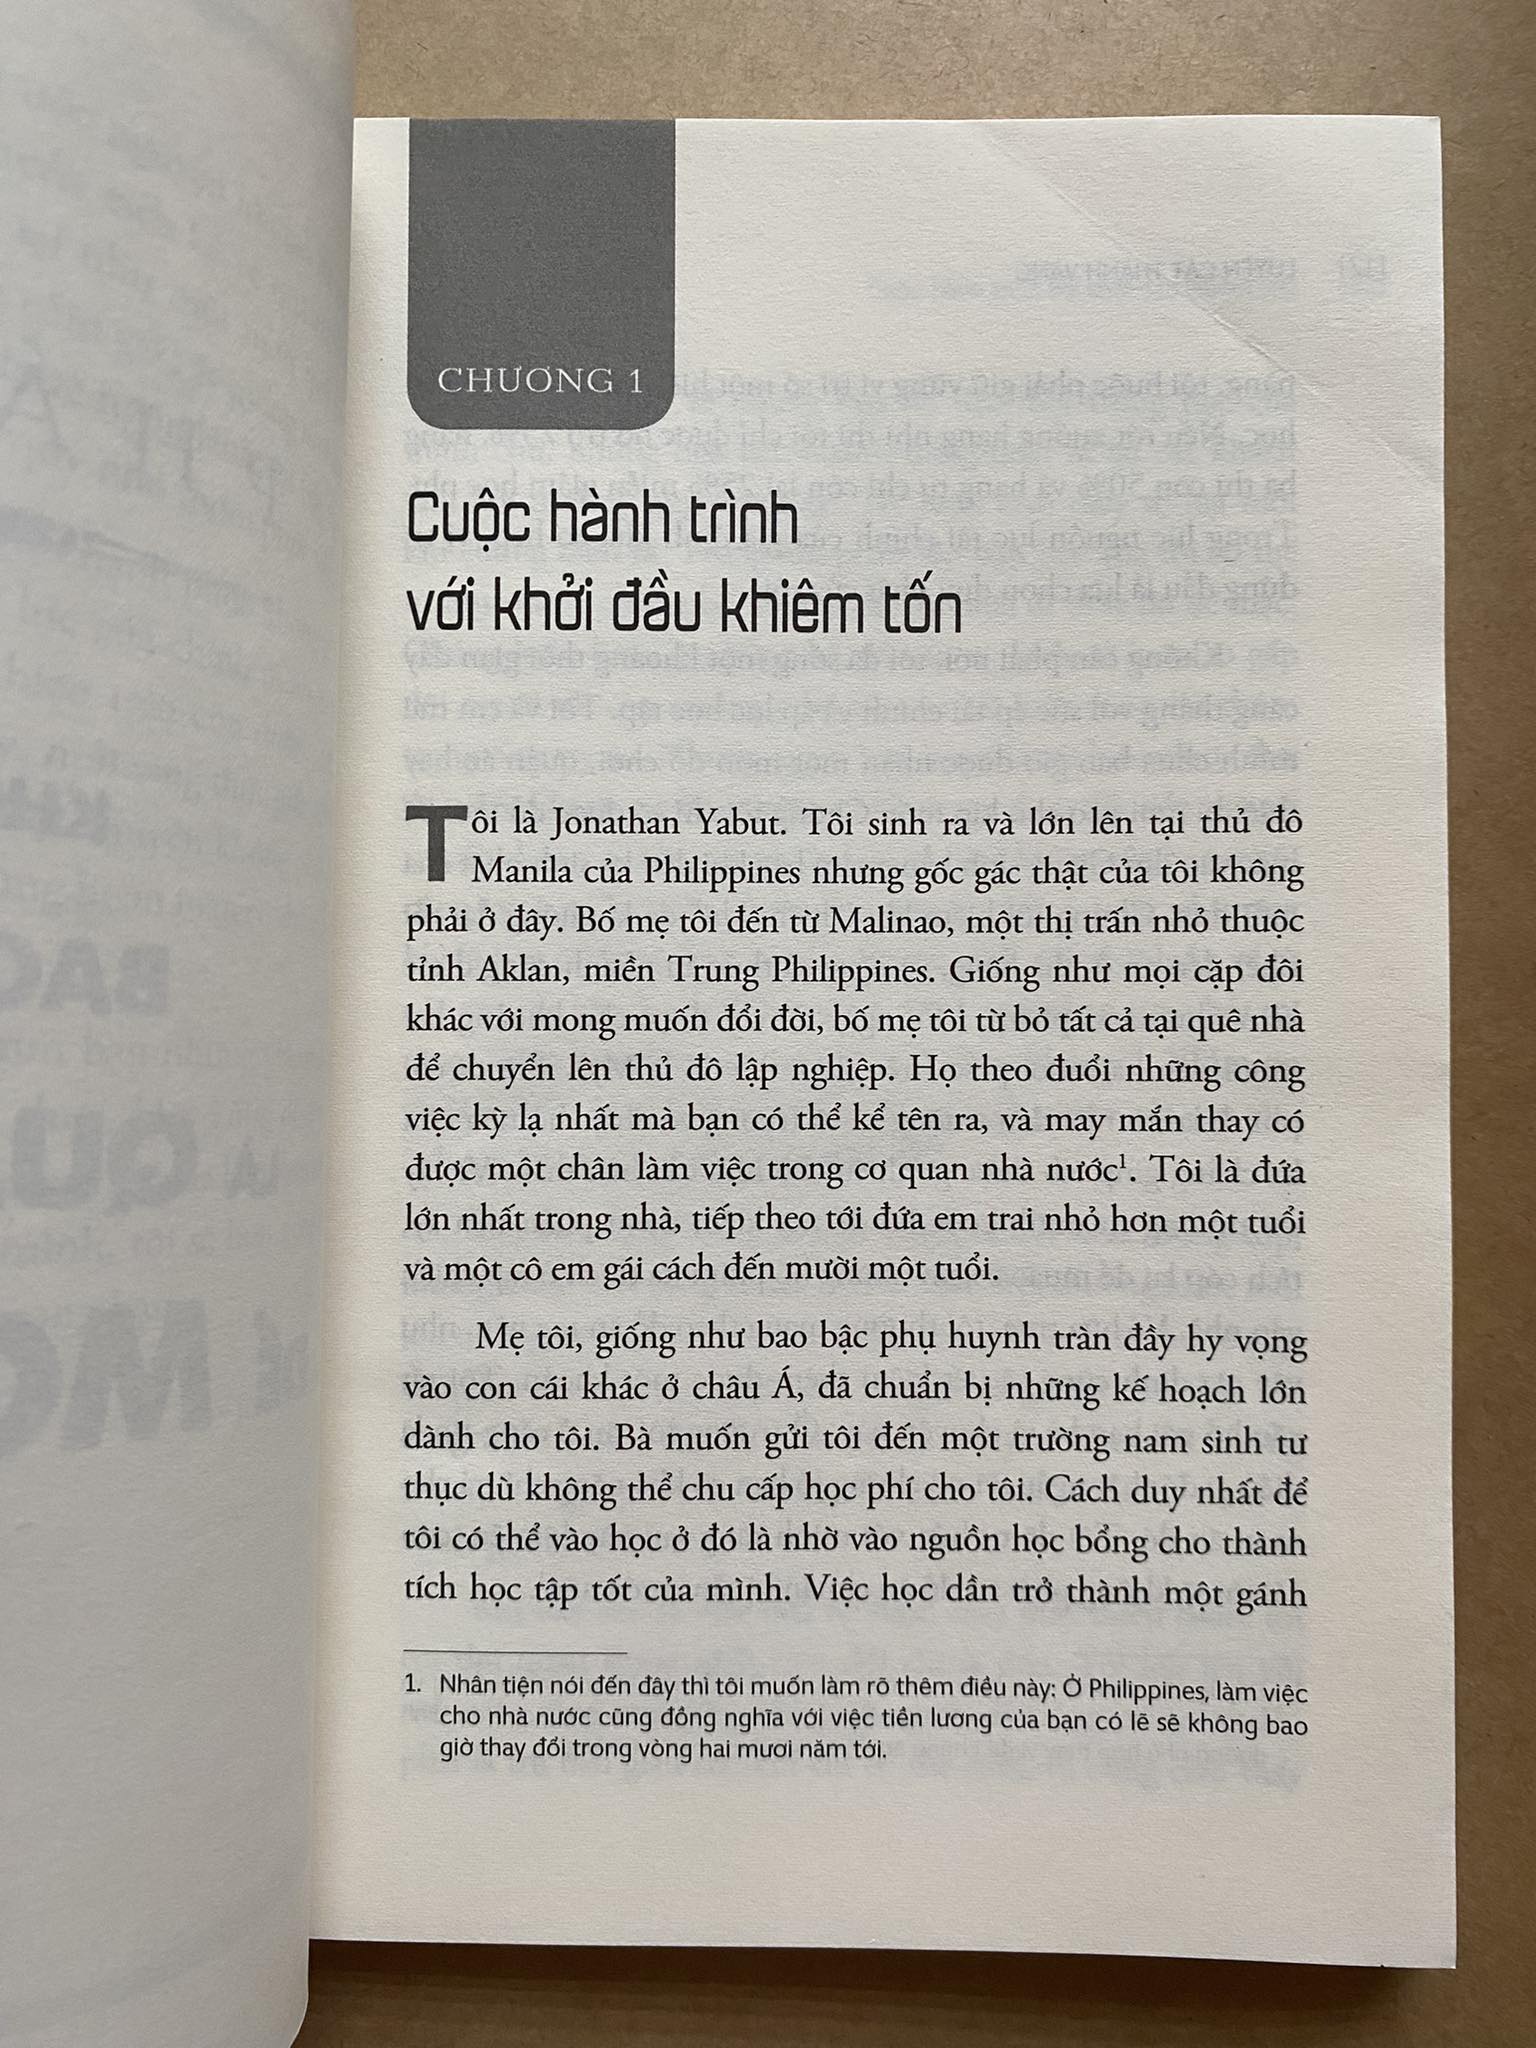 CHƯƠNG 1
Cuộc hành trình
với khởi đầu khiêm tốn
Tôi là Jonathan Yabut. Tôi sinh ra và lớn lên tại thủ đô
Manila của Philippines nhưng gốc gác thật của tôi không
phải ở đây. Bố mẹ tôi đến từ Malinao, một thị trấn nhỏ thuộc
tỉnh Aklan, miền Trung Philippines. Giống như mọi cặp đôi
khác với mong muốn đổi đời, bố mẹ tôi từ bỏ tất cả tại quê nhà
để chuyển lên thủ đô lập nghiệp. Họ theo đuổi những công
việc kỳ lạ nhất mà bạn có thể kể tên ra, và may mắn thay có
được một chân làm việc trong cơ quan nhà nước¹. Tôi là đứa
lớn nhất trong nhà, tiếp theo tới đứa em trai nhỏ hơn một tuổi
và một cô em gái cách đến mười một tuổi.
Mẹ tôi, giống như bao bậc phụ huynh tràn đầy hy vọng
vào con cái khác ở châu Á, đã chuẩn bị những kế hoạch lớn
dành cho tôi. Bà muốn gửi tôi đến một trường nam sinh tư
thục dù không thể chu cấp học phí cho tôi. Cách duy nhất để
tôi có thể vào học ở đó là nhờ vào nguồn học bổng cho thành
tích học tập tốt của mình. Việc học dần trở thành một gánh
1. Nhân tiện nói đến đây thì tôi muốn làm rõ thêm điều này: Ở Philippines, làm việc
cho nhà nước cũng đồng nghĩa với việc tiền lương của bạn có lẽ sẽ không bao
giờ thay đổi trong vòng hai mươi năm tới.